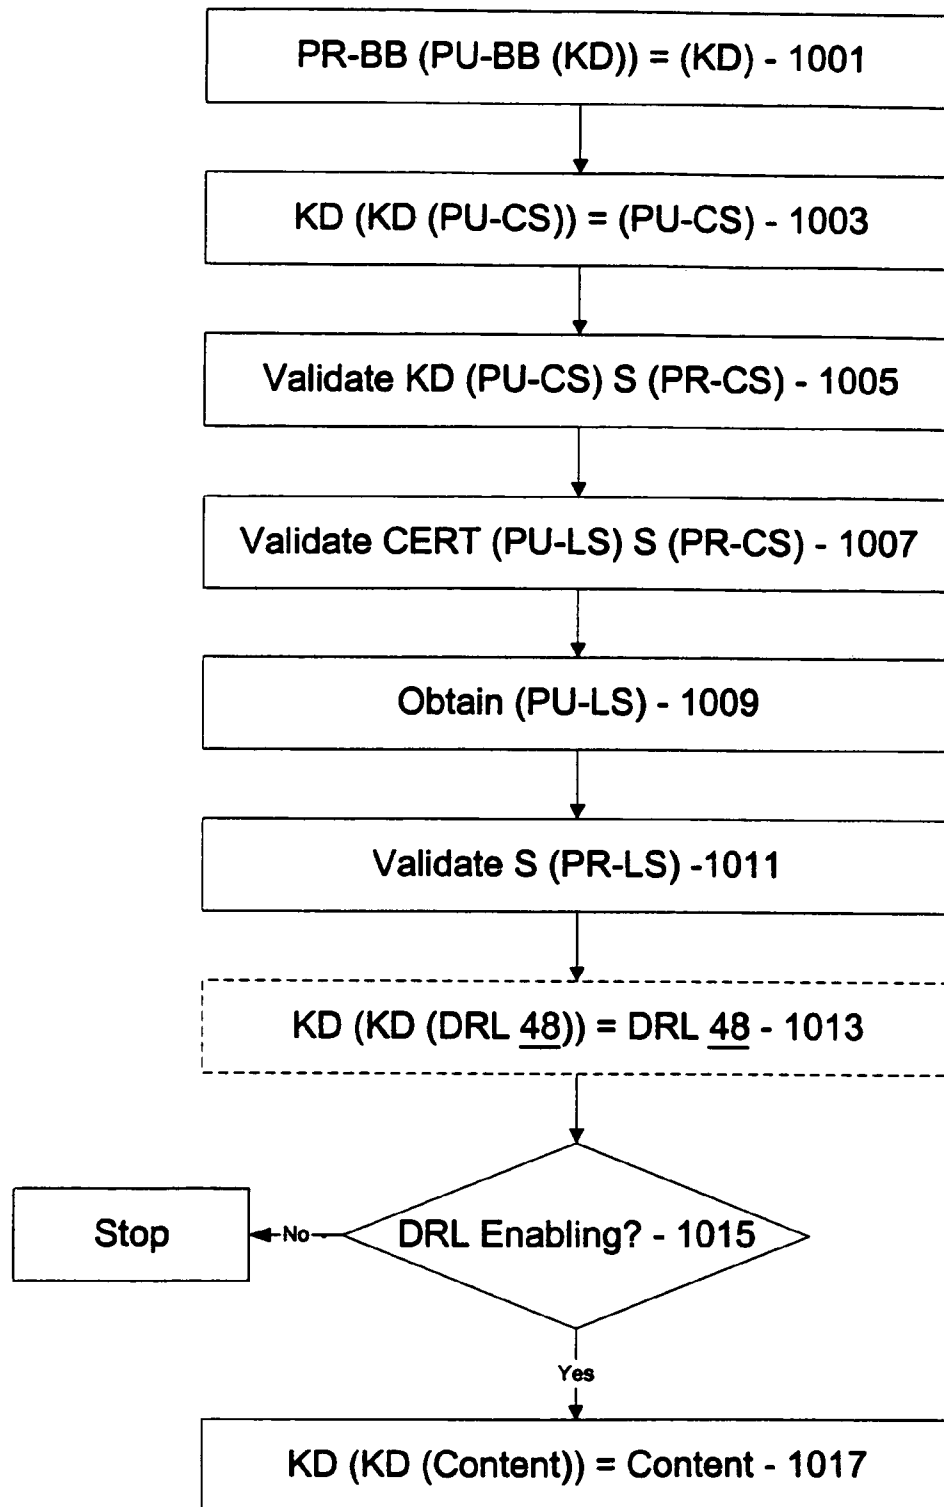 PR-BB (PU-BB (KD)) = (KD) - 1001
KD (KD (PU-CS)) = (PU-CS) - 1003
Validate KD (PU-CS) S (PR-CS) - 1005
Validate CERT (PU-LS) S (PR-CS) - 1007
Obtain (PU-LS) - 1009
Validate S (PR-LS) -1011
KD (KD (DRL 48)) = DRL 48 - 1013
DRL Enabling? - 1015
No
Stop
Yes
KD (KD (Content)) = Content - 1017